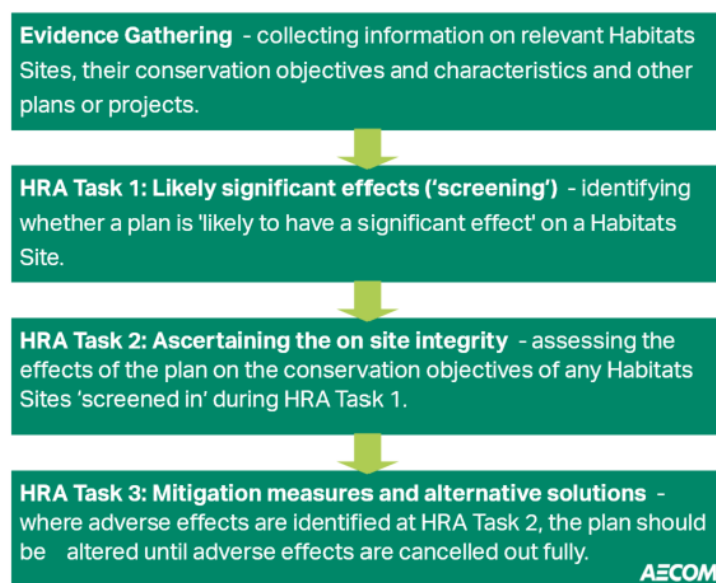 Evidence Gathering - collecting information on relevant Habitats
Sites, their conservation objectives and characteristics and other
plans or projects.
HRA Task 1: Likely significant effects (‘screening’) - identifying
whether a plan is 'likely to have a significant effect' on a Habitats
Site.
HRA Task 2: Ascertaining the on site integrity - assessing the
effects of the plan on the conservation objectives of any Habitats
Sites ‘screened in’ during HRA Task 1.
HRA Task 3: Mitigation measures and alternative solutions -
where adverse effects are identified at HRA Task 2, the plan should
be altered until adverse effects are cancelled out fully.
AECOM